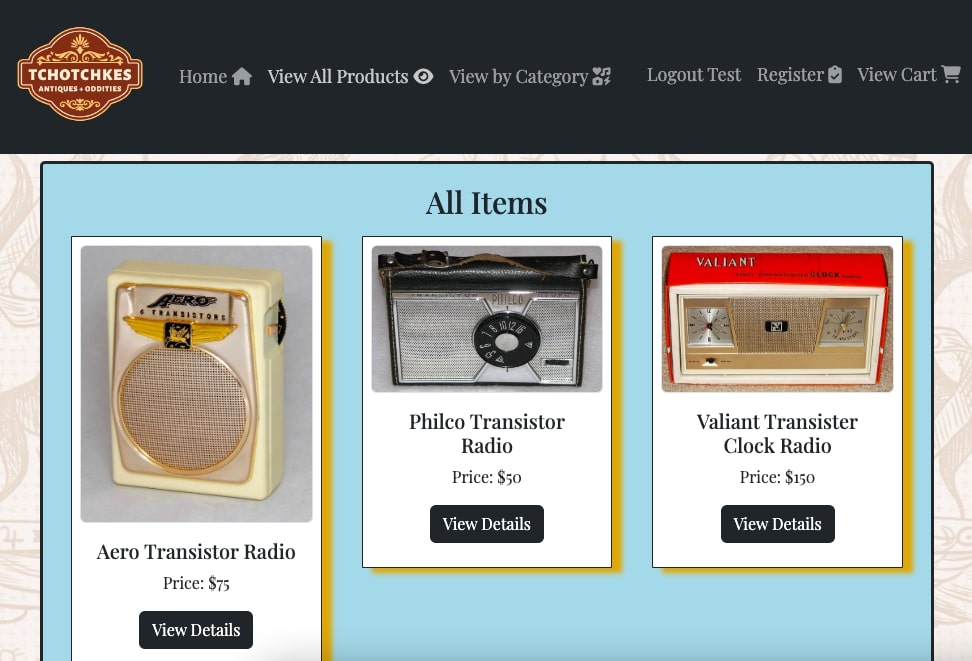 TCHOTCHKES
ANTIQUES + ODDITIES
Home
View All Products
View by Category
Logout Test
Register
View Cart
All Items
AERO
6 TRANSISTORS
Aero Transistor Radio
Price: $75
View Details
PHILCO
Philco Transistor
Radio
Price: $50
View Details
VALIANT
CLOCK
Valiant Transister
Clock Radio
Price: $150
View Details